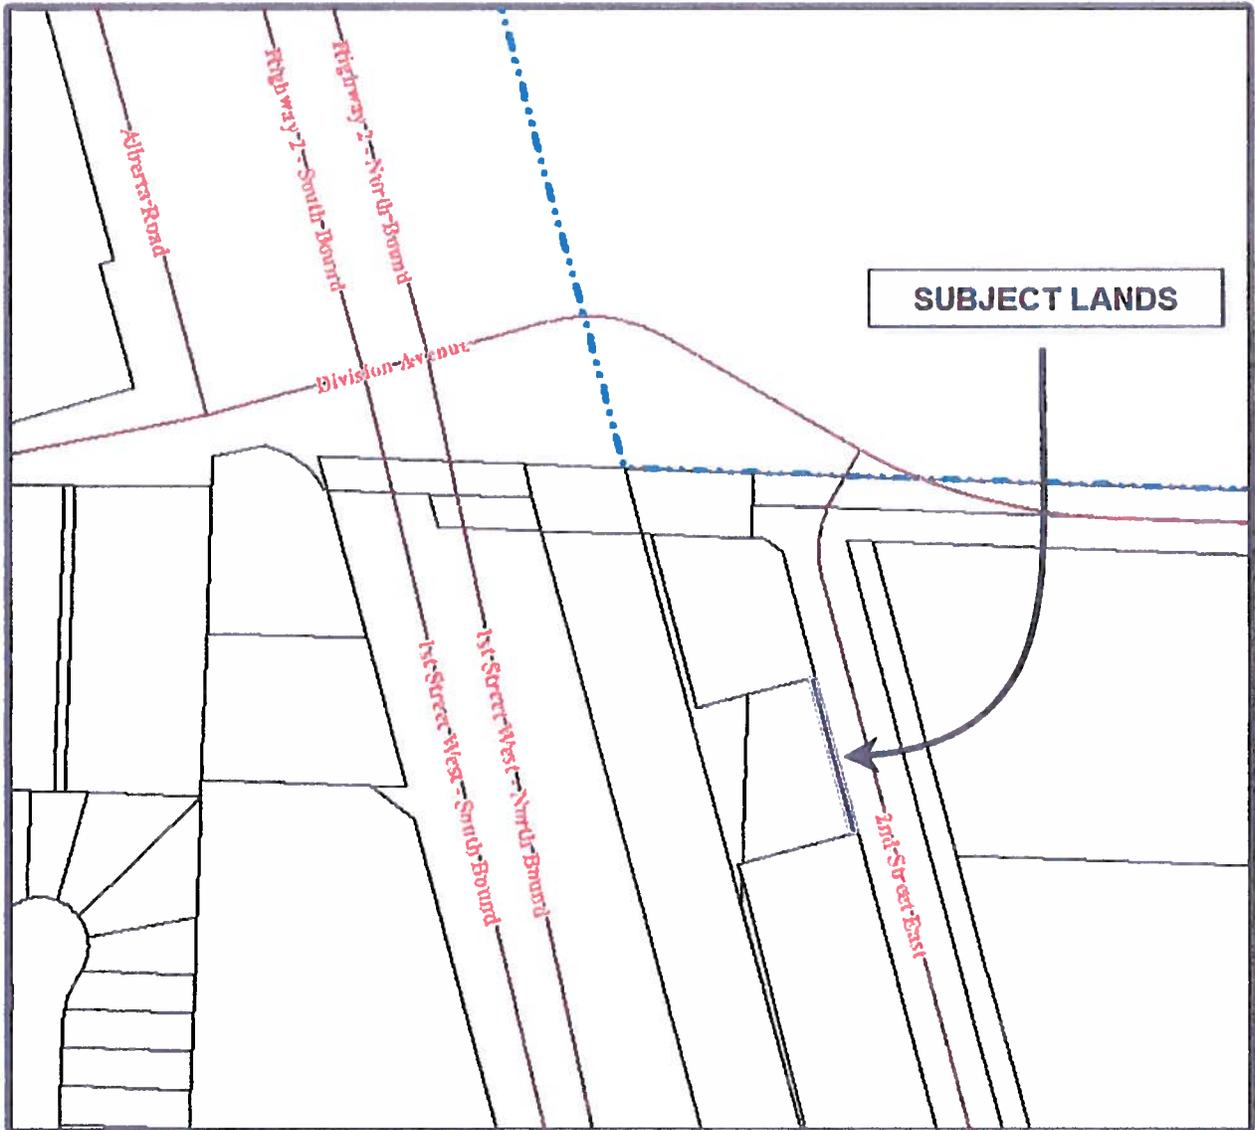 Alberta Road
Highway 2 - South Bound
Highway 2 - North Bound
SUBJECT LANDS
Division Avenue
1st Street West - South Bound
1st Street West - North Bound
2nd Street East